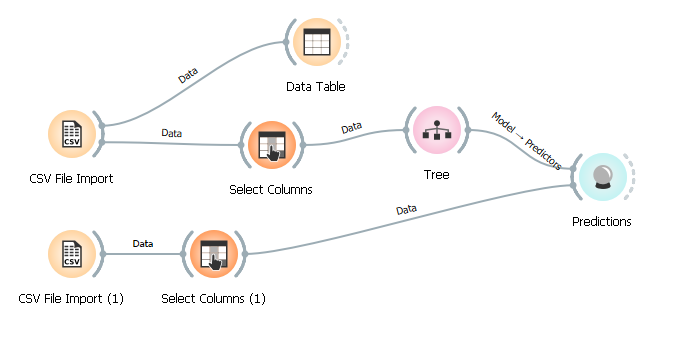 Data
Data Table
CSV
CSV File Import
Data
Select Columns
Data
Tree
Model → Predictors
Predictions
CSV
CSV File Import (1)
Data
Select Columns (1)
Data